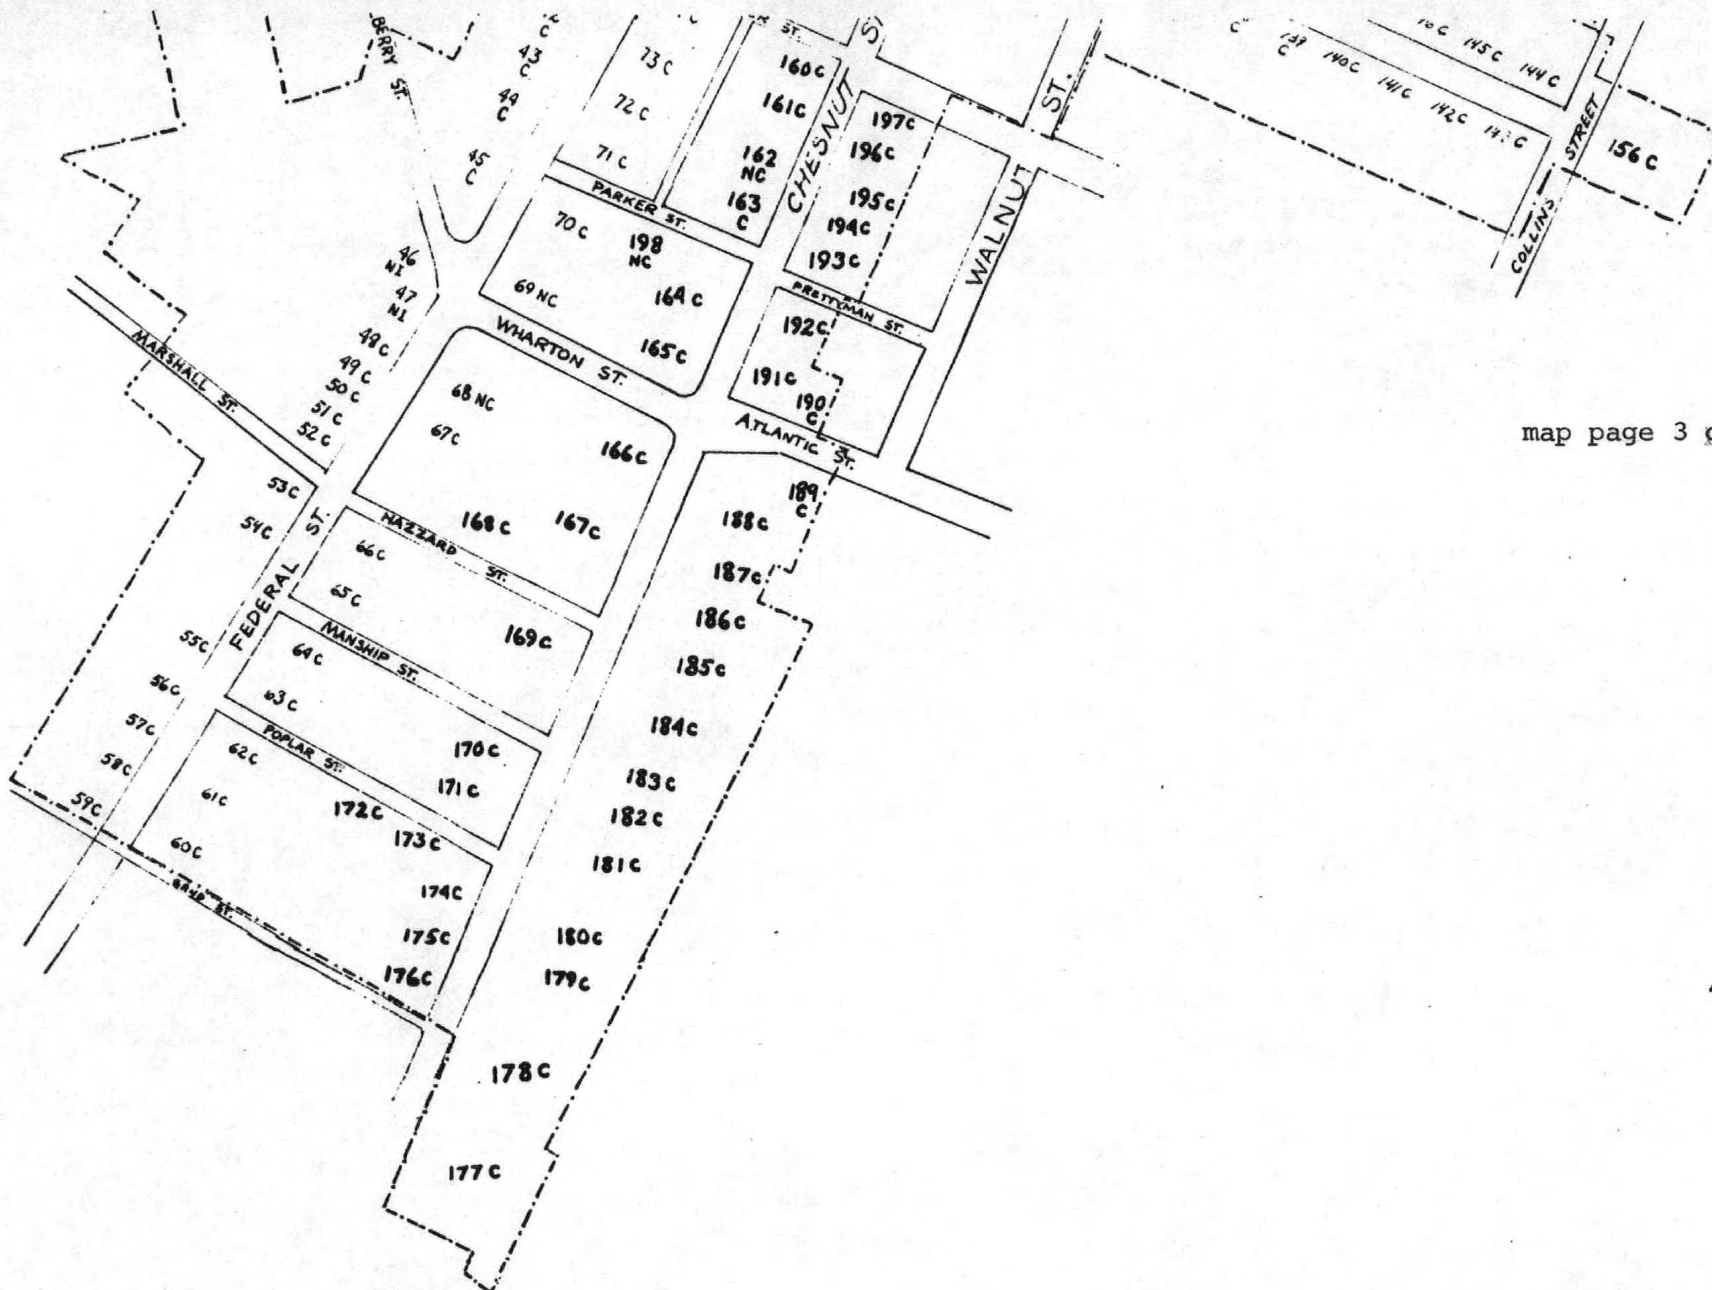 BERRY ST.
C
43
C
44
C
45
C
73 C
72 C
71 C
ST.
160 C
161 C
162
NC
163
C
CHESNUT
ST
197 C
196 C
195 C
194 C
193 C
WALNUT
ST.
C
139
C
140 C
141 C
142 C
145 C
144 C
COLLINS STREET
156 C
PARKER ST.
70 C
198
NC
69 NC
164 C
165 C
PRETTYMAN ST.
192 C
191 C
190
C
46
NI
47
NI
48 C
49 C
50 C
51 C
52 C
MARSHALL ST.
WHARTON ST.
68 NC
67 C
166 C
168 C
167 C
ATLANTIC ST.
map page 3
53 C
54 C
FEDERAL ST.
HAZZARD ST.
66 C
65 C
169 C
189
C
188 C
187 C
186 C
185 C
184 C
183 C
182 C
181 C
180 C
179 C
178 C
177 C
55 C
56 C
57 C
58 C
59 C
MANSHIP ST.
64 C
63 C
170 C
171 C
POPLAR ST.
62 C
61 C
60 C
172 C
173 C
174 C
175 C
176 C
ST.